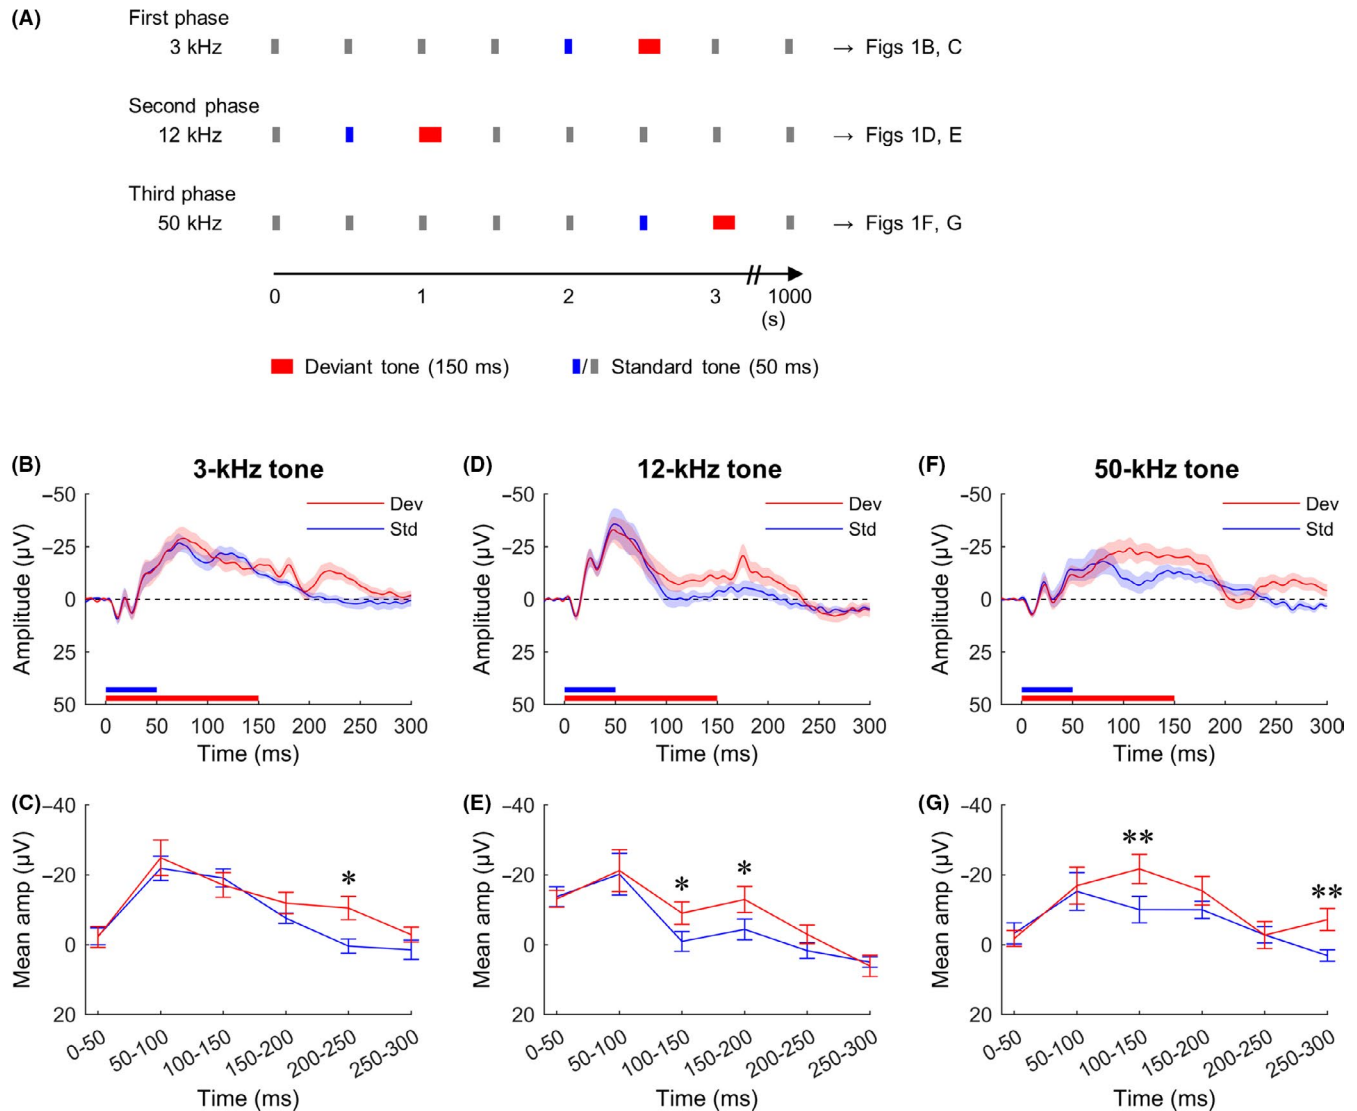 (A)
First phase
3 kHz
→ Figs 1B, C
Second phase
12 kHz
→ Figs 1D, E
Third phase
50 kHz
→ Figs 1F, G
0 1 2 3 1000
(s)
Deviant tone (150 ms)
/ Standard tone (50 ms)
(B)
3-kHz tone
−50
−25
0
25
50
Amplitude (µV)
Dev
Std
0 50 100 150 200 250 300
Time (ms)
(D)
12-kHz tone
−50
−25
0
25
50
Amplitude (µV)
Dev
Std
0 50 100 150 200 250 300
Time (ms)
(F)
50-kHz tone
−50
−25
0
25
50
Amplitude (µV)
Dev
Std
0 50 100 150 200 250 300
Time (ms)
(C)
−40
−20
0
20
Mean amp (µV)
*
0-50 50-100 100-150 150-200 200-250 250-300
Time (ms)
(E)
−40
−20
0
20
Mean amp (µV)
* *
0-50 50-100 100-150 150-200 200-250 250-300
Time (ms)
(G)
−40
−20
0
20
Mean amp (µV)
** **
0-50 50-100 100-150 150-200 200-250 250-300
Time (ms)